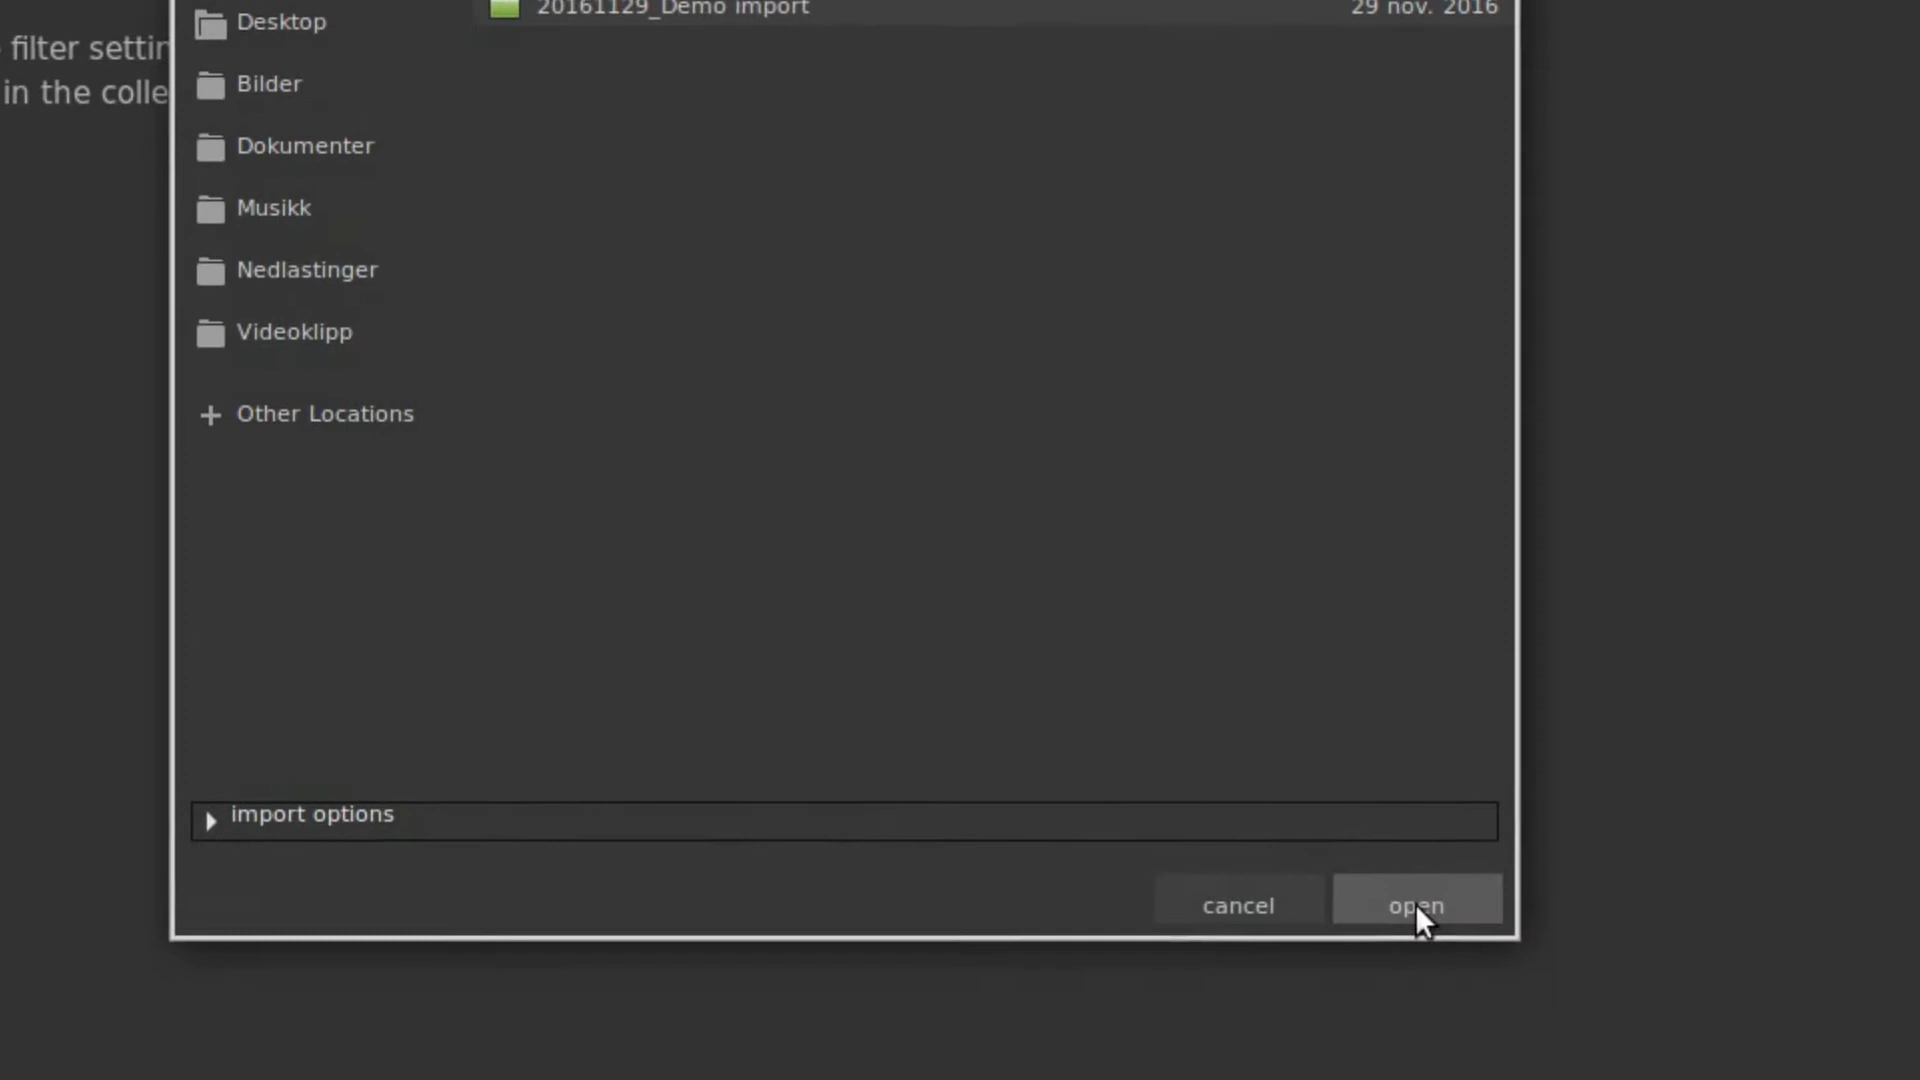 filter settin
in the colle
Desktop
Bilder
Dokumenter
Musikk
Nedlastinger
Videoklipp
Other Locations
20161129_Demo import 29 nov. 2016
import options
cancel open